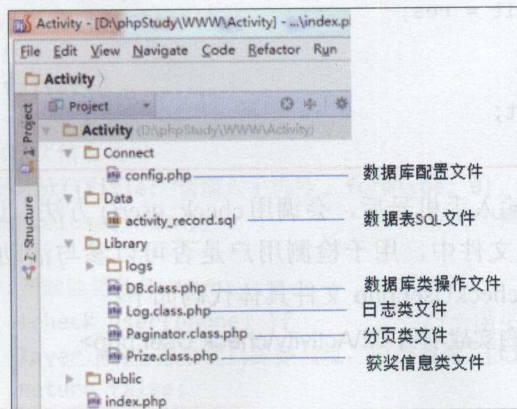 Activity - [D:\phpStudy\WWW\Activity] - ...\index.p
File Edit View Navigate Code Refactor Run
Activity
Project
1: Project
Activity (D:\phpStudy\WWW\Activity)
Connect
config.php 数据库配置文件
Data
activity_record.sql 数据表SQL文件
2: Structure
Library
logs
DB.class.php 数据库类操作文件
Log.class.php 日志类文件
Paginator.class.php 分页类文件
Prize.class.php 获奖信息类文件
Public
index.php